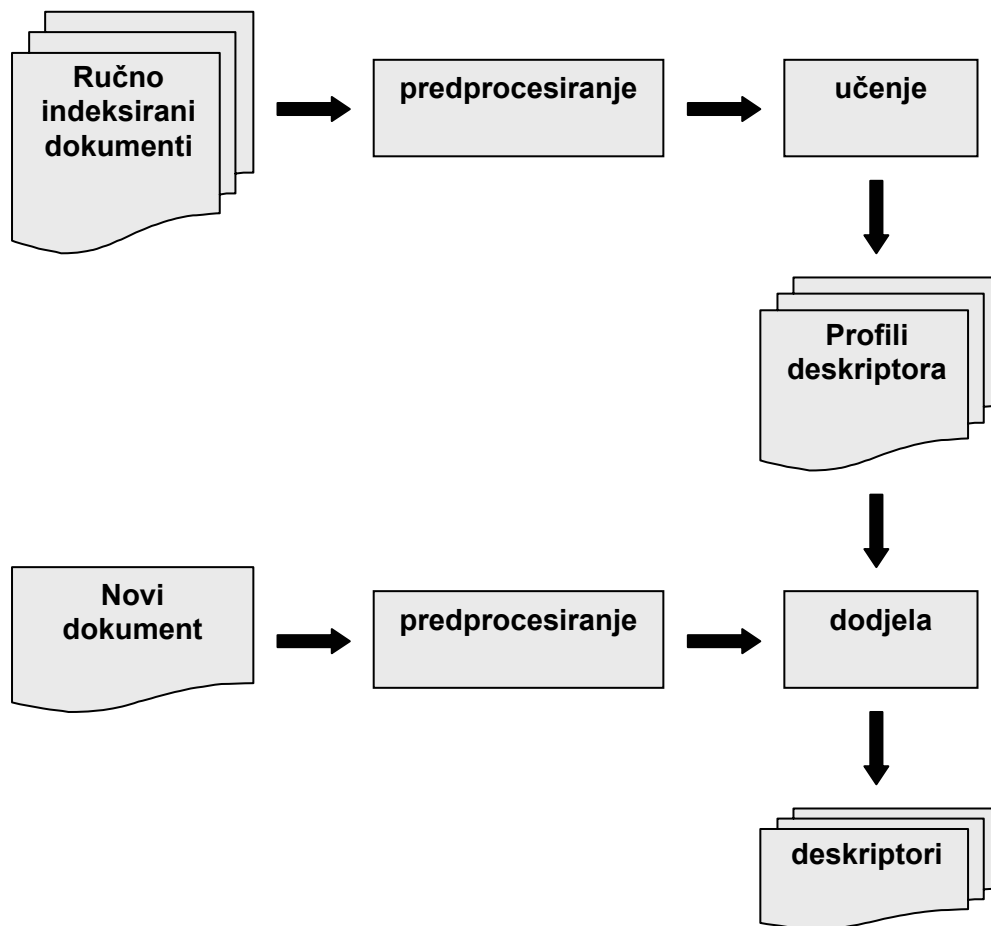 Ručno
indeksirani
dokumenti
predprocesiranje
učenje
Profili
deskriptora
Novi
dokument
predprocesiranje
dodjela
deskriptori